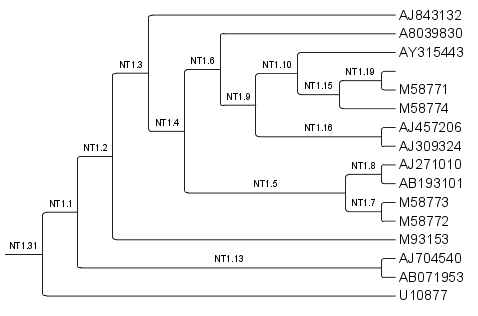 AJ843132
NT1.6 A8039830
NT1.3 NT1.10 AY315443
NT1.19
NT1.15 M58771
NT1.9 M58774
NT1.4 NT1.16 AJ457206
NT1.2 AJ309324
NT1.8 AJ271010
NT1.5 AB193101
NT1.1 NT1.7 M58773
M58772
NT1.31 M93153
NT1.13 AJ704540
AB071953
U10877